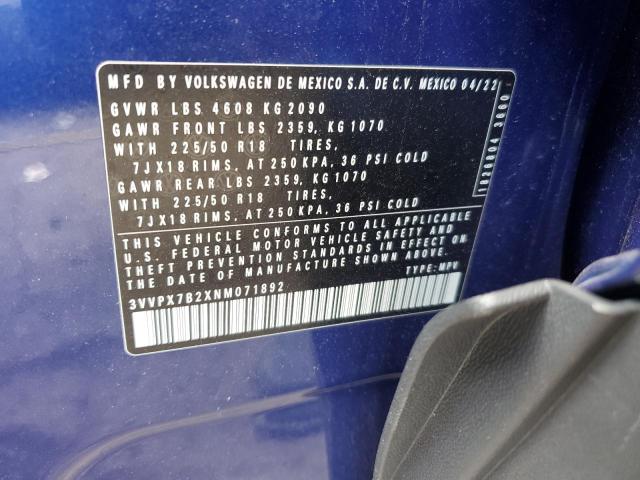 MFD BY VOLKSWAGEN DE MEXICO S.A. DE C.V. MEXICO 04/22
GVWR LBS 4608 KG 2090
GAWR FRONT LBS 2359, KG 1070
WITH 225/50 R18 TIRES,
7JX18 RIMS, AT 250 KPA, 36 PSI COLD
GAWR REAR LBS 2359, KG 1070
WITH 225/50 R18 TIRES,
7JX18 RIMS, AT 250 KPA, 36 PSI COLD
THIS VEHICLE CONFORMS TO ALL APPLICABLE
U.S. FEDERAL MOTOR VEHICLE SAFETY AND
THEFT PREVENTION STANDARDS IN EFFECT ON
THE DATE OF MANUFACTURE SHOWN ABOVE.
3VVPX7B2XNM071892 TYPE: MPV
3660